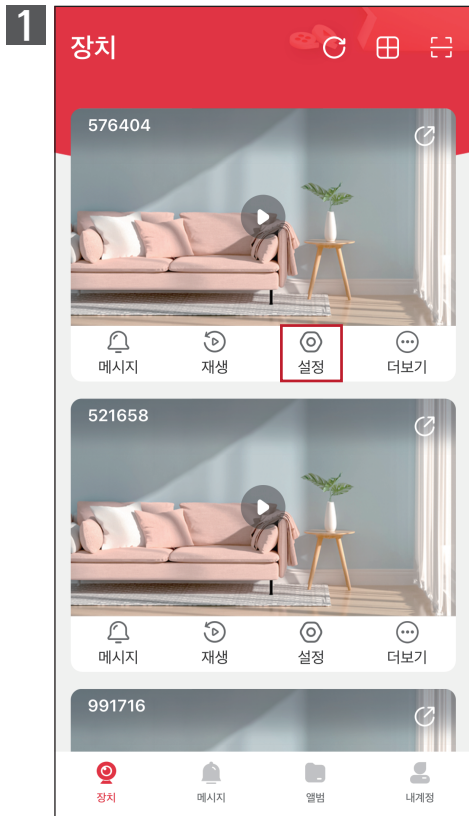 1
장치
576404
메시지 재생 설정 더보기
521658
메시지 재생 설정 더보기
991716
장치 메시지 앨범 내계정